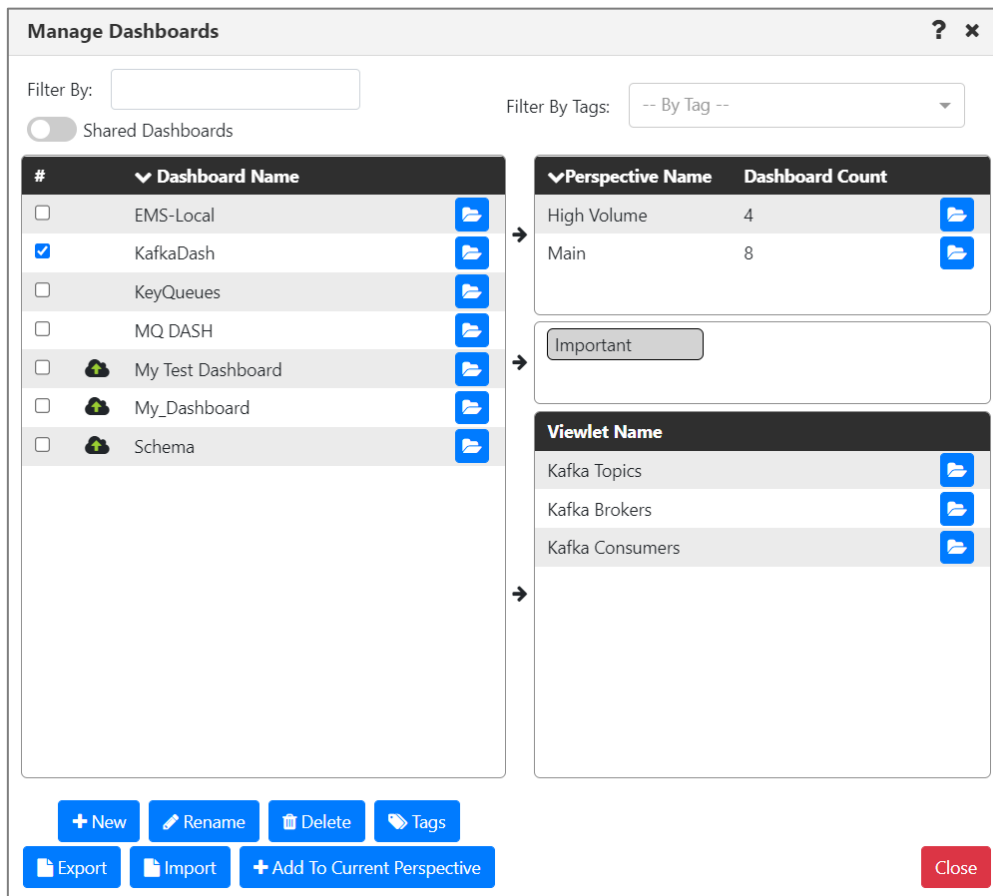 Manage Dashboards ? ×
Filter By:
Filter By Tags: -- By Tag --
Shared Dashboards
# Dashboard Name
EMS-Local
KafkaDash
KeyQueues
MQ DASH
My Test Dashboard
My_Dashboard
Schema
Perspective Name Dashboard Count
High Volume 4
Main 8
Important
Viewlet Name
Kafka Topics
Kafka Brokers
Kafka Consumers
+ New Rename Delete Tags
Export Import + Add To Current Perspective Close